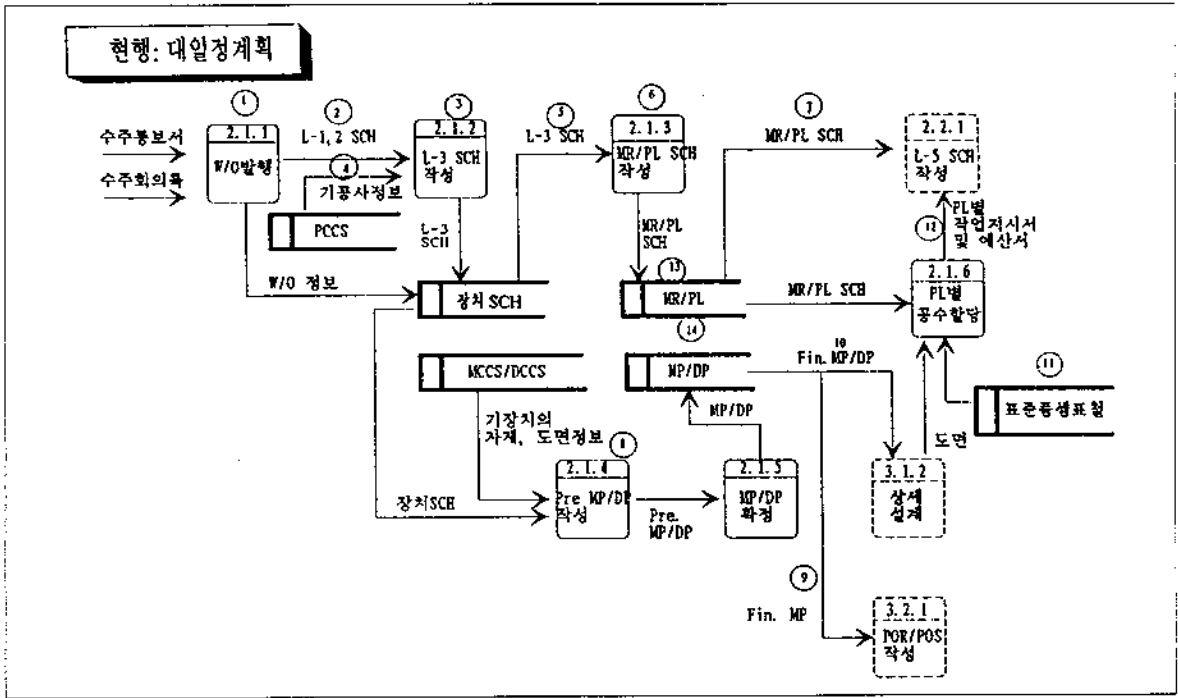 현행: 대일정계획
1
2
3
5
6
7
수주통보서
수주회의록
2.1.1
W/O발행
L-1,2 SCH
4
기공사정보
PCCS
2.1.2
L-3 SCH
작성
L-3 SCH
2.1.3
MR/PL SCH
작성
MR/PL SCH
2.2.1
L-5 SCH
작성
L-3
SCH
MR/PL
SCH
12
PL별
작업지시서
및 예산서
W/O 정보
장치SCH
13
MR/PL
MR/PL SCH
2.1.6
PL별
공수할당
14
MCCS/DCCS
MP/DP
10
Fin. MP/DP
11
표준품셈표철
기장치의
자재, 도면정보
MP/DP
도면
8
장치SCH
2.1.4
Pre MP/DP
작성
Pre.
MP/DP
2.1.5
MP/DP
확정
3.1.2
상세
설계
9
Fin. MP
3.2.1
POR/POS
작성